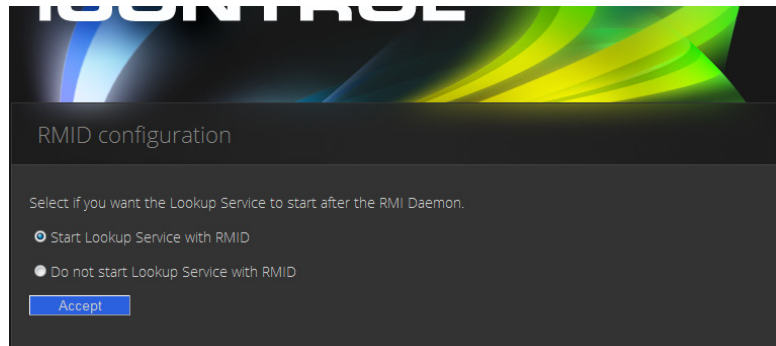 iCONTROL
RMID configuration
Select if you want the Lookup Service to start after the RMI Daemon.
Start Lookup Service with RMID
Do not start Lookup Service with RMID
Accept